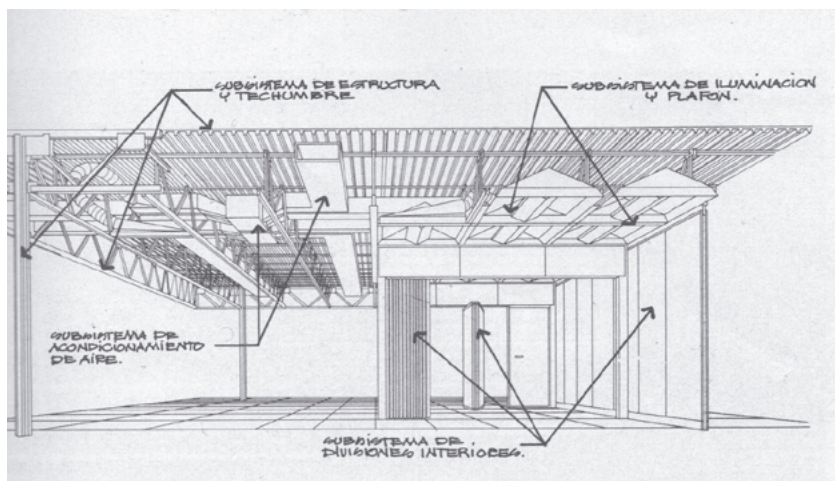 SUBSISTEMA DE ESTRUCTURA
Y TECHUMBRE
SUBSISTEMA DE ILUMINACION
Y PLAFON.
SUBSISTEMA DE
ACONDICIONAMIENTO
DE AIRE.
SUBSISTEMA DE
DIVISIONES INTERIORES.